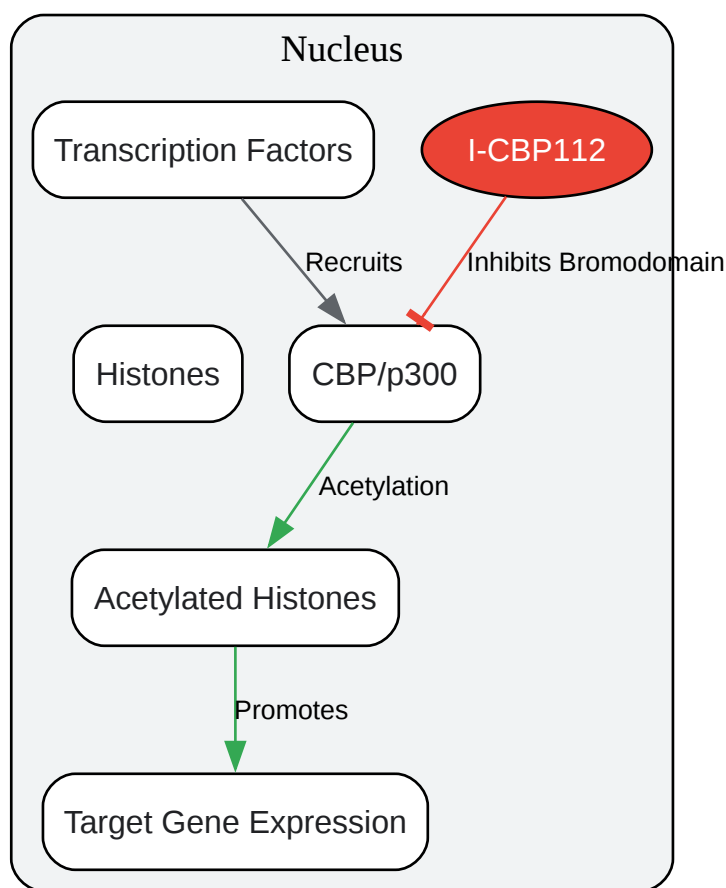 Nucleus
Transcription Factors
I-CBP112
Recruits
Inhibits Bromodomain
Histones
CBP/p300
Acetylation
Acetylated Histones
Promotes
Target Gene Expression